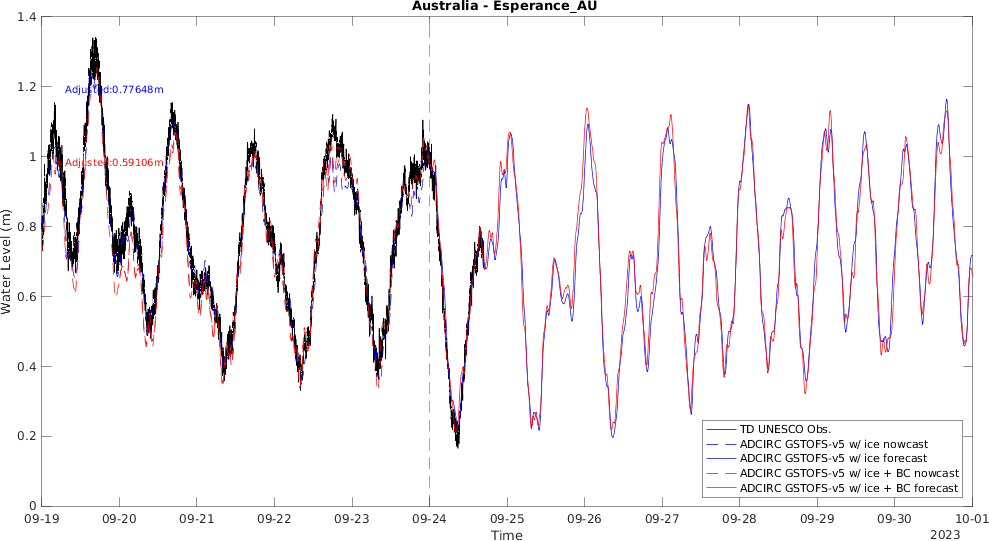 Australia - Esperance_AU
1.4
1.2
1
0.8
0.6
0.4
0.2
0
Water Level (m)
Adjusted:0.77648m
Adjusted:0.59106m
TD UNESCO Obs.
ADCIRC GSTOFS-v5 w/ ice nowcast
ADCIRC GSTOFS-v5 w/ ice forecast
ADCIRC GSTOFS-v5 w/ ice + BC nowcast
ADCIRC GSTOFS-v5 w/ ice + BC forecast
09-19 09-20 09-21 09-22 09-23 09-24 09-25 09-26 09-27 09-28 09-29 09-30 10-01
Time
2023